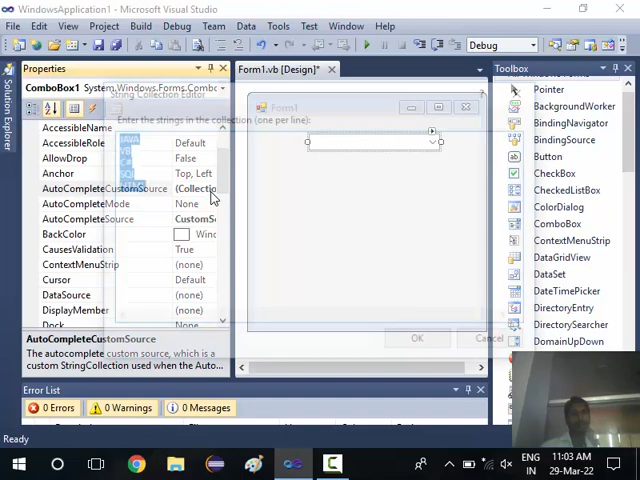 WindowsApplication1 - Microsoft Visual Studio
File Edit View Project Build Debug Team Data Tools Test Window Help
Debug
Solution Explorer
Properties
ComboBox1 System.Windows.Forms.Combo
AccessibleName
AccessibleRole Default
AllowDrop False
Anchor Top, Left
AutoCompleteCustomSource (Collectio
AutoCompleteMode None
AutoCompleteSource CustomS
BackColor Wind
CausesValidation True
ContextMenuStrip (none)
Cursor Default
DataSource (none)
DisplayMember (none)
Dock None
AutoCompleteCustomSource
The autocomplete custom source, which is a
custom StringCollection used when the Auto...
Form1.vb [Design]*
Form1
String Collection Editor
Enter the strings in the collection (one per line):
JAVA
VB
C#
SQL
OK
Cancel
Toolbox
Pointer
BackgroundWorker
BindingNavigator
BindingSource
Button
CheckBox
CheckedListBox
ColorDialog
ComboBox
ContextMenuStrip
DataGridView
DataSet
DateTimePicker
DirectoryEntry
DirectorySearcher
DomainUpDown
Error List
0 Errors
0 Warnings
0 Messages
Ready
ENG
IN
11:03 AM
29-Mar-22